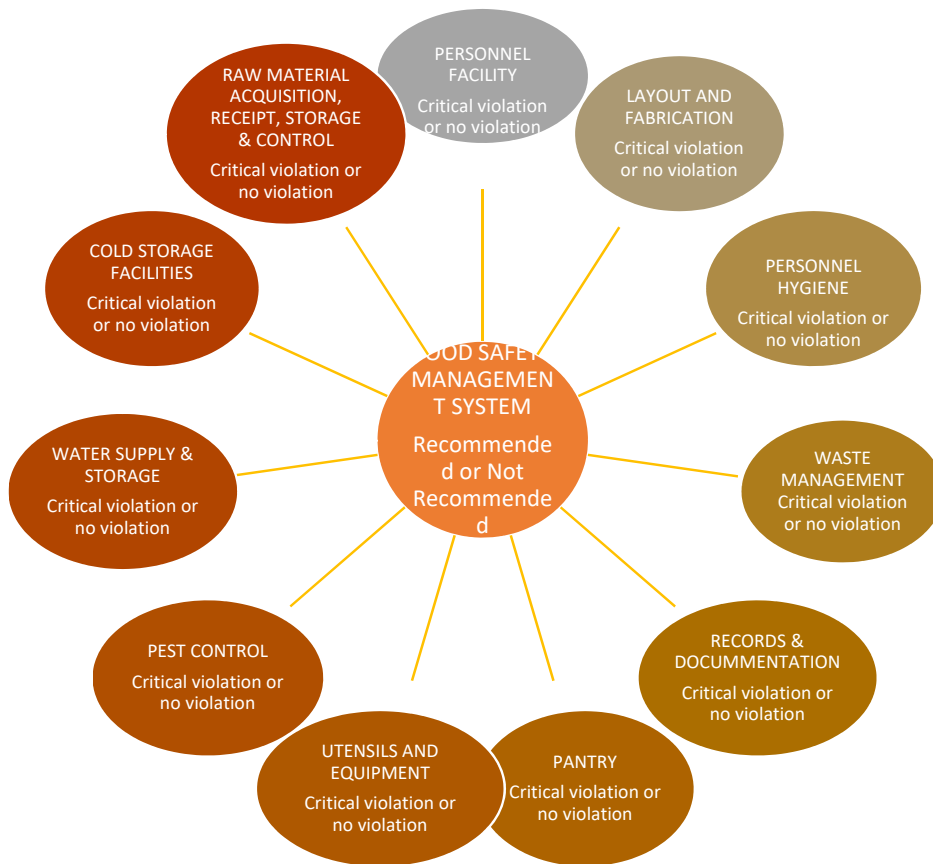 PERSONNEL
FACILITY
Critical violation
or no violation
LAYOUT AND
FABRICATION
Critical violation
or no violation
PERSONNEL
HYGIENE
Critical violation or
no violation
WASTE
MANAGEMENT
Critical violation
or no violation
RECORDS &
DOCUMMENTATION
Critical violation or
no violation
PANTRY
Critical violation or
no violation
UTENSILS AND
EQUIPMENT
Critical violation or
no violation
PEST CONTROL
Critical violation or
no violation
WATER SUPPLY &
STORAGE
Critical violation or
no violation
COLD STORAGE
FACILITIES
Critical violation
or no violation
RAW MATERIAL
ACQUISITION,
RECEIPT, STORAGE
& CONTROL
Critical violation or
no violation
OOD SAFET
MANAGEMEN
T SYSTEM
Recommende
d or Not
Recommende
d